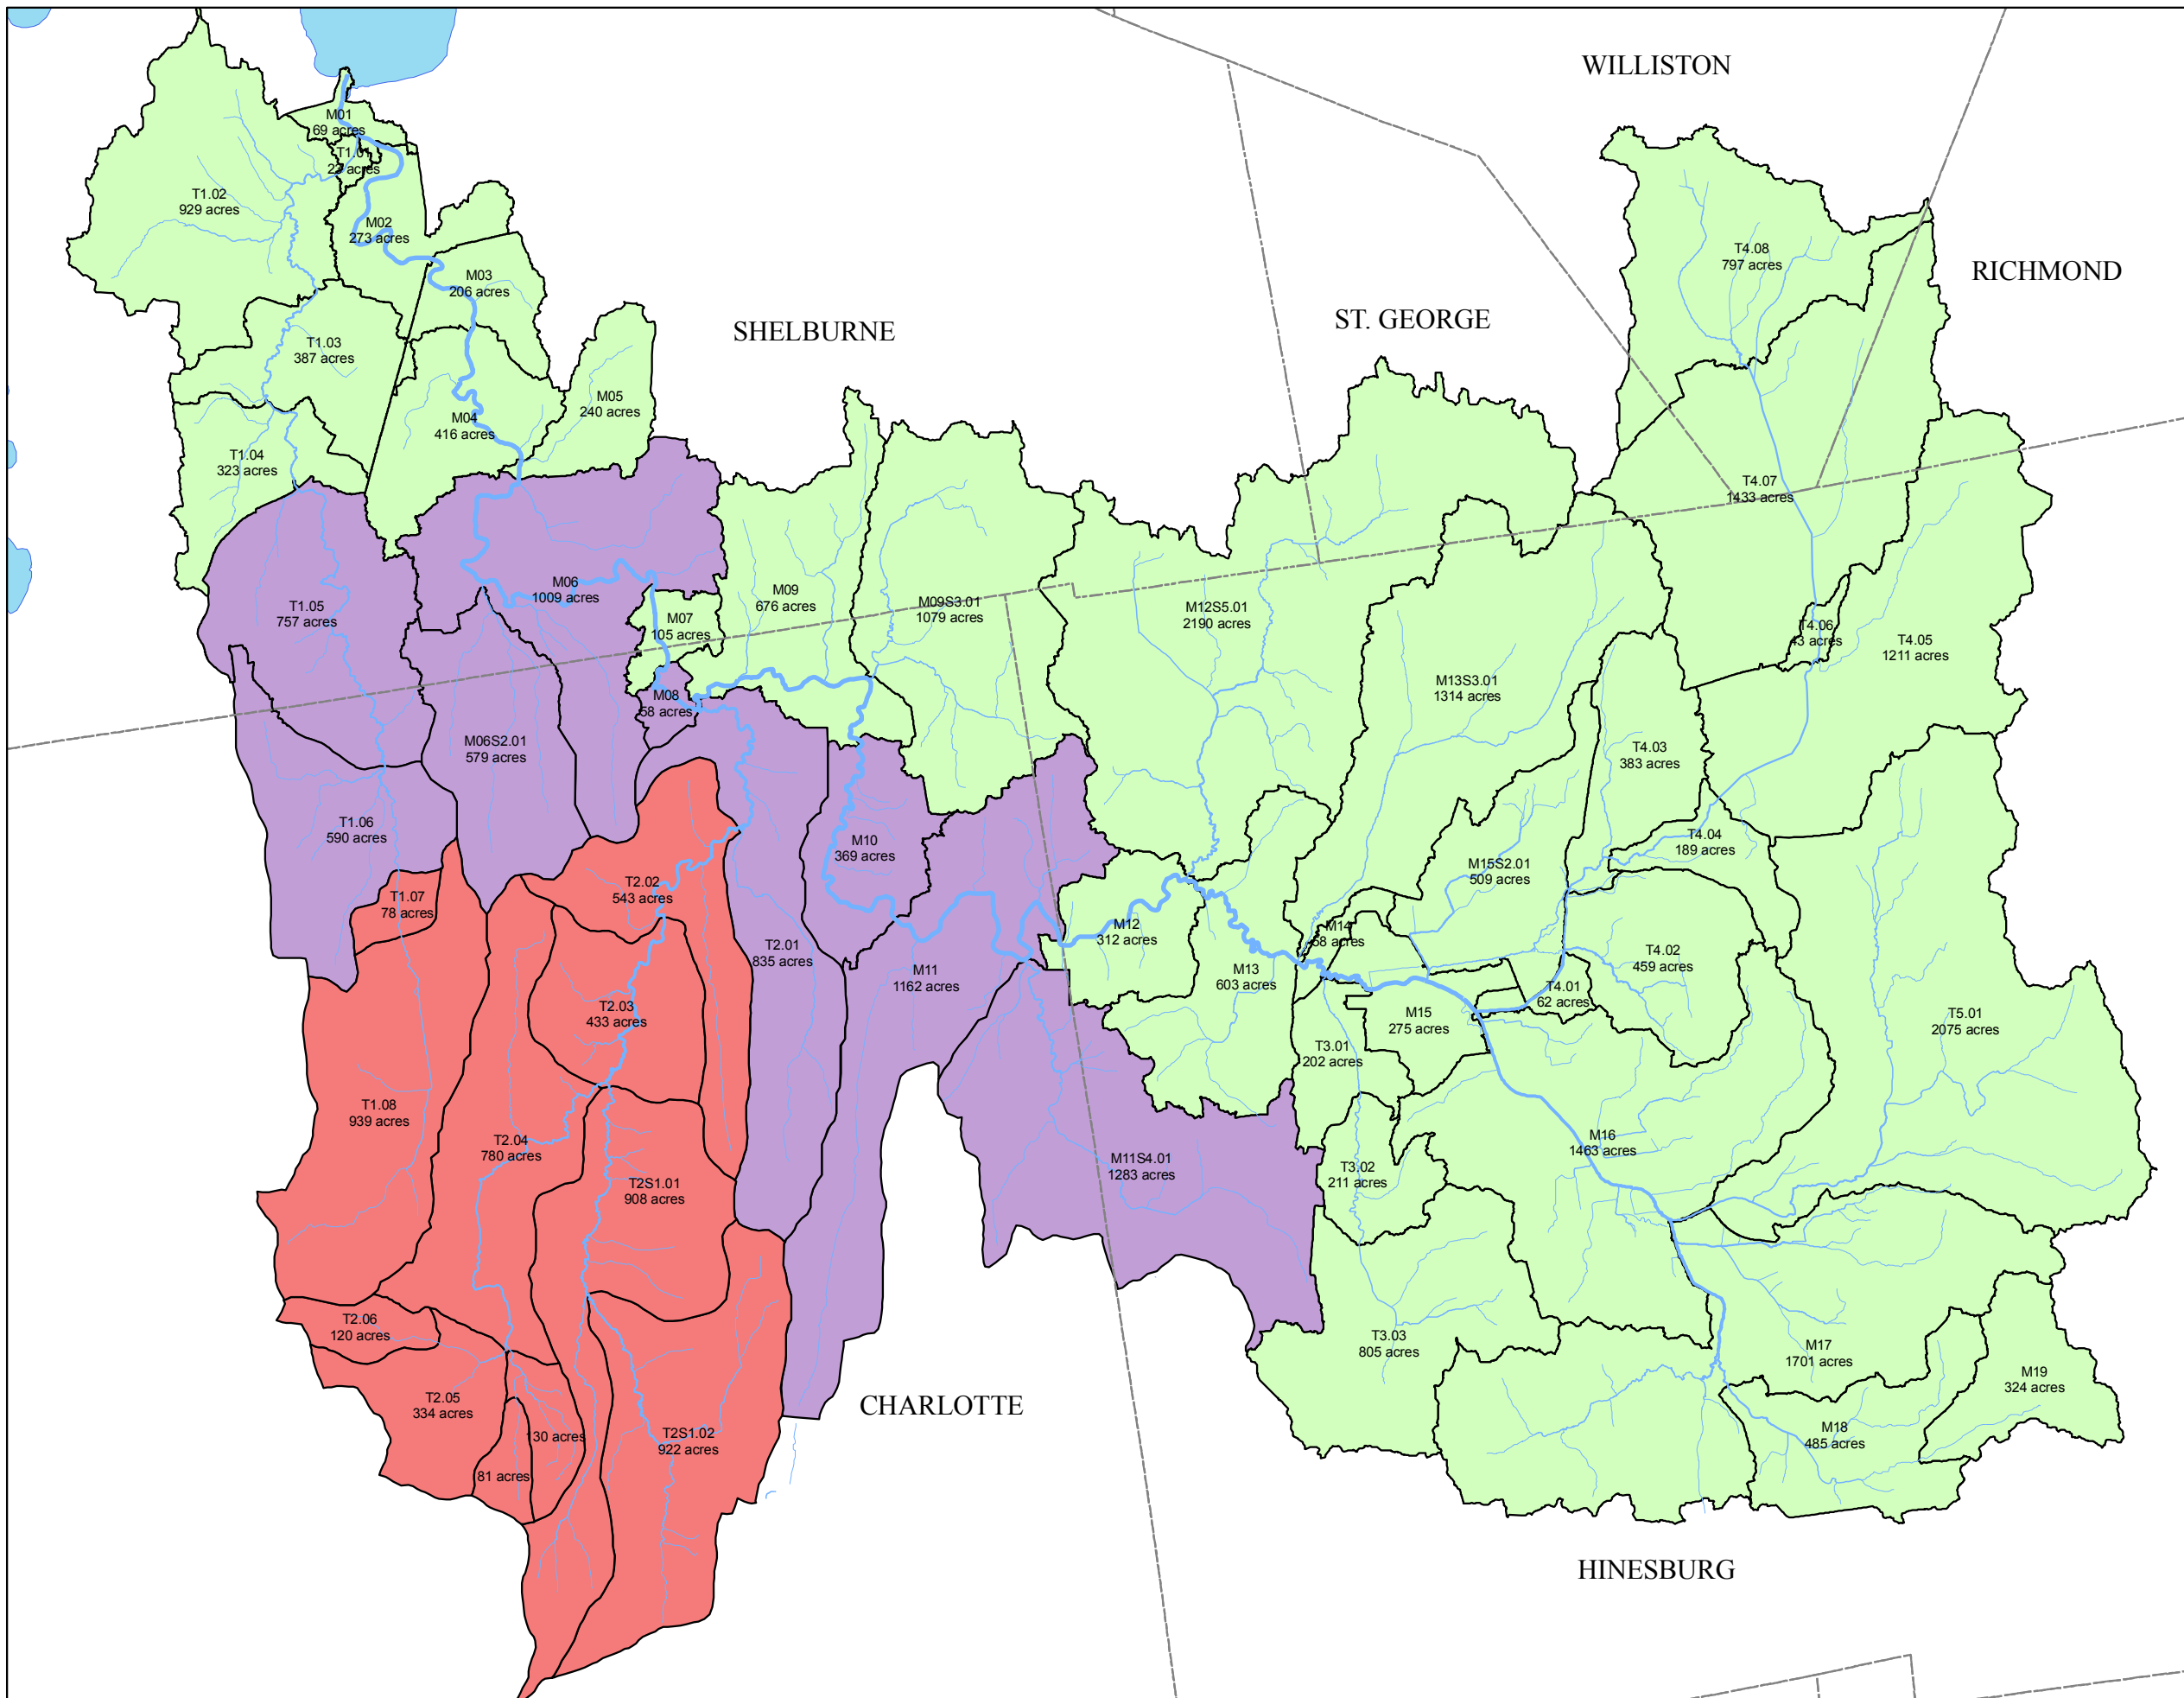 WILLISTON
RICHMOND
SHELBURNE
ST. GEORGE
CHARLOTTE
HINESBURG
M01
69 acres
T1.01
acres
T1.02
929 acres
M02
273 acres
M03
206 acres
T1.03
387 acres
M04
416 acres
M05
240 acres
T1.04
323 acres
T1.05
757 acres
M06
1009 acres
M07
105 acres
M08
58 acres
M09
676 acres
M09S3.01
1079 acres
M06S2.01
579 acres
T1.06
590 acres
T1.07
78 acres
T1.08
939 acres
T2.01
835 acres
T2.02
543 acres
T2.03
433 acres
T2.04
780 acres
T2S1.01
908 acres
T2.06
120 acres
T2.05
334 acres
81 acres
130 acres
T2S1.02
922 acres
M10
369 acres
M11
1162 acres
M11S4.01
1283 acres
M12
312 acres
M12S5.01
2190 acres
M13
603 acres
M13S3.01
1314 acres
M14
58 acres
M15
275 acres
M15S2.01
509 acres
T3.01
202 acres
T3.02
211 acres
T3.03
805 acres
M16
1463 acres
T4.01
62 acres
T4.02
459 acres
T4.03
383 acres
T4.04
189 acres
T4.05
1211 acres
T4.06
43 acres
T4.07
1433 acres
T4.08
797 acres
T5.01
2075 acres
M17
1701 acres
M18
485 acres
M19
324 acres